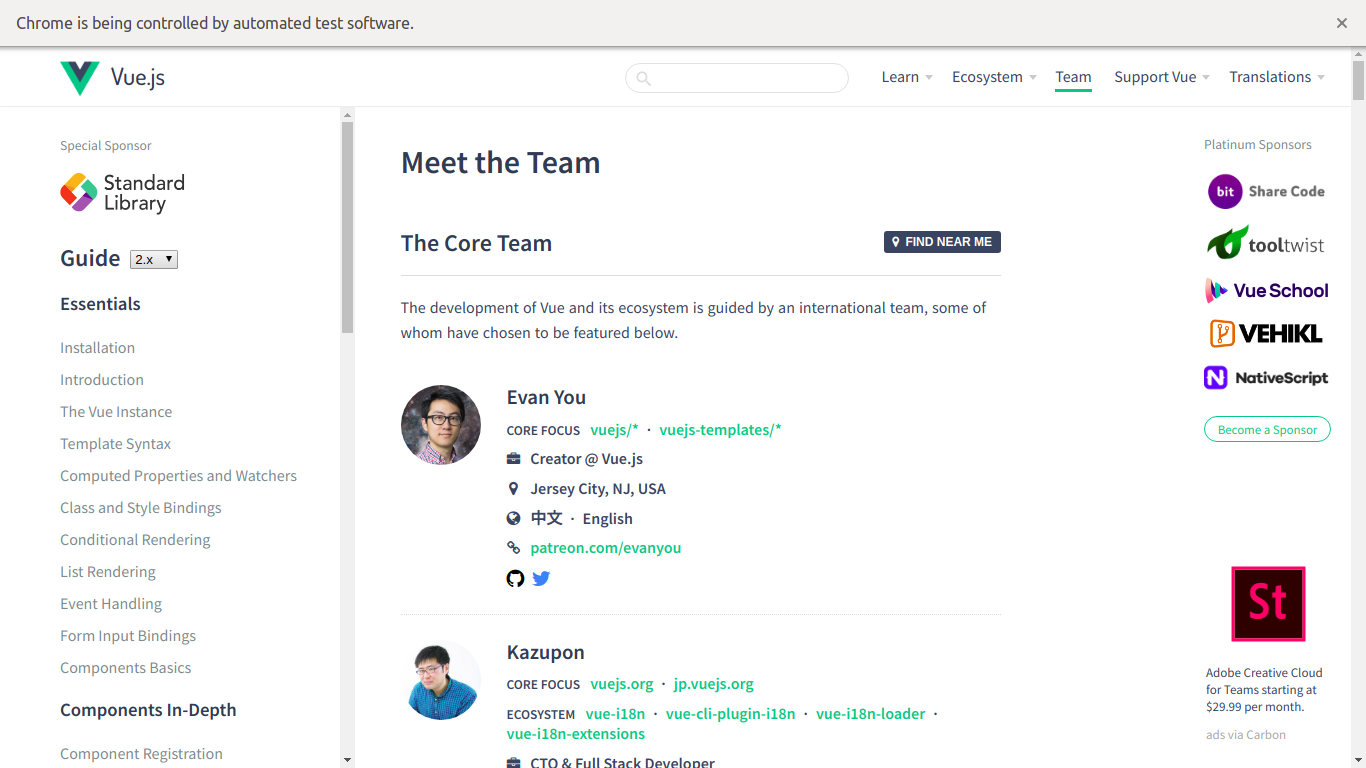 Chrome is being controlled by automated test software.
Vue.js
Learn
Ecosystem
Team
Support Vue
Translations
Special Sponsor
Standard
Library
Guide 2.x
Essentials
Installation
Introduction
The Vue Instance
Template Syntax
Computed Properties and Watchers
Class and Style Bindings
Conditional Rendering
List Rendering
Event Handling
Form Input Bindings
Components Basics
Components In-Depth
Component Registration
Meet the Team
The Core Team
FIND NEAR ME
The development of Vue and its ecosystem is guided by an international team, some of
whom have chosen to be featured below.
Evan You
CORE FOCUS vuejs/* · vuejs-templates/*
Creator @ Vue.js
Jersey City, NJ, USA
中文 · English
patreon.com/evanyou
Kazupon
CORE FOCUS vuejs.org · jp.vuejs.org
ECOSYSTEM vue-i18n · vue-cli-plugin-i18n · vue-i18n-loader ·
vue-i18n-extensions
CTO & Full Stack Developer
Platinum Sponsors
bit Share Code
tooltwist
Vue School
VEHIKL
N NativeScript
Become a Sponsor
St
Adobe Creative Cloud
for Teams starting at
$29.99 per month.
ads via Carbon